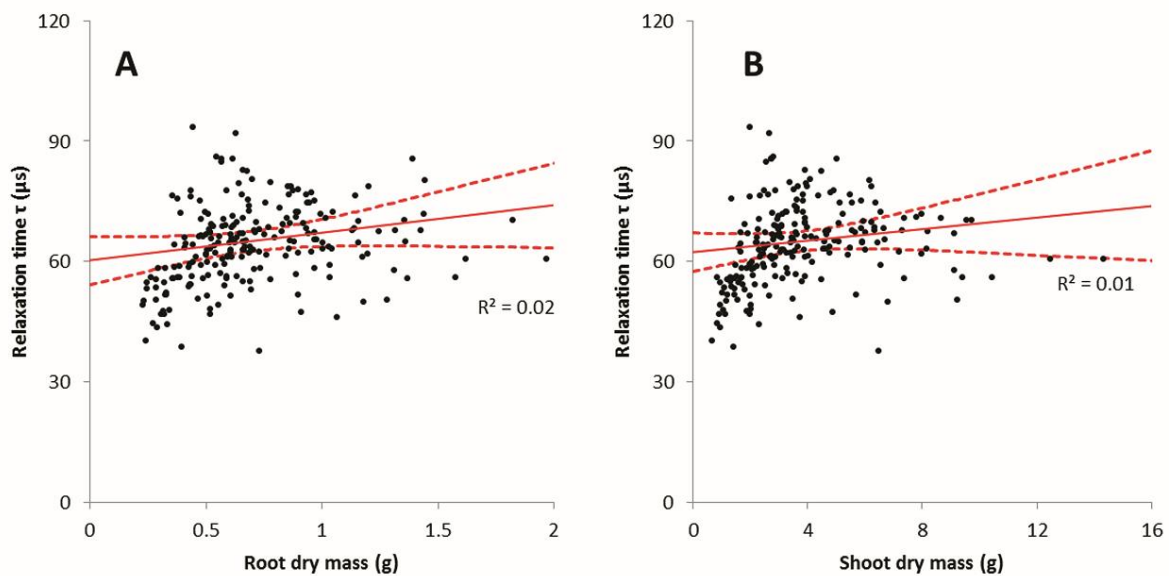 A
120
90
60
30
0
Relaxation time τ (µs)
R² = 0.02
0 0.5 1 1.5 2
Root dry mass (g)
B
120
90
60
30
0
Relaxation time τ (µs)
R² = 0.01
0 4 8 12 16
Shoot dry mass (g)